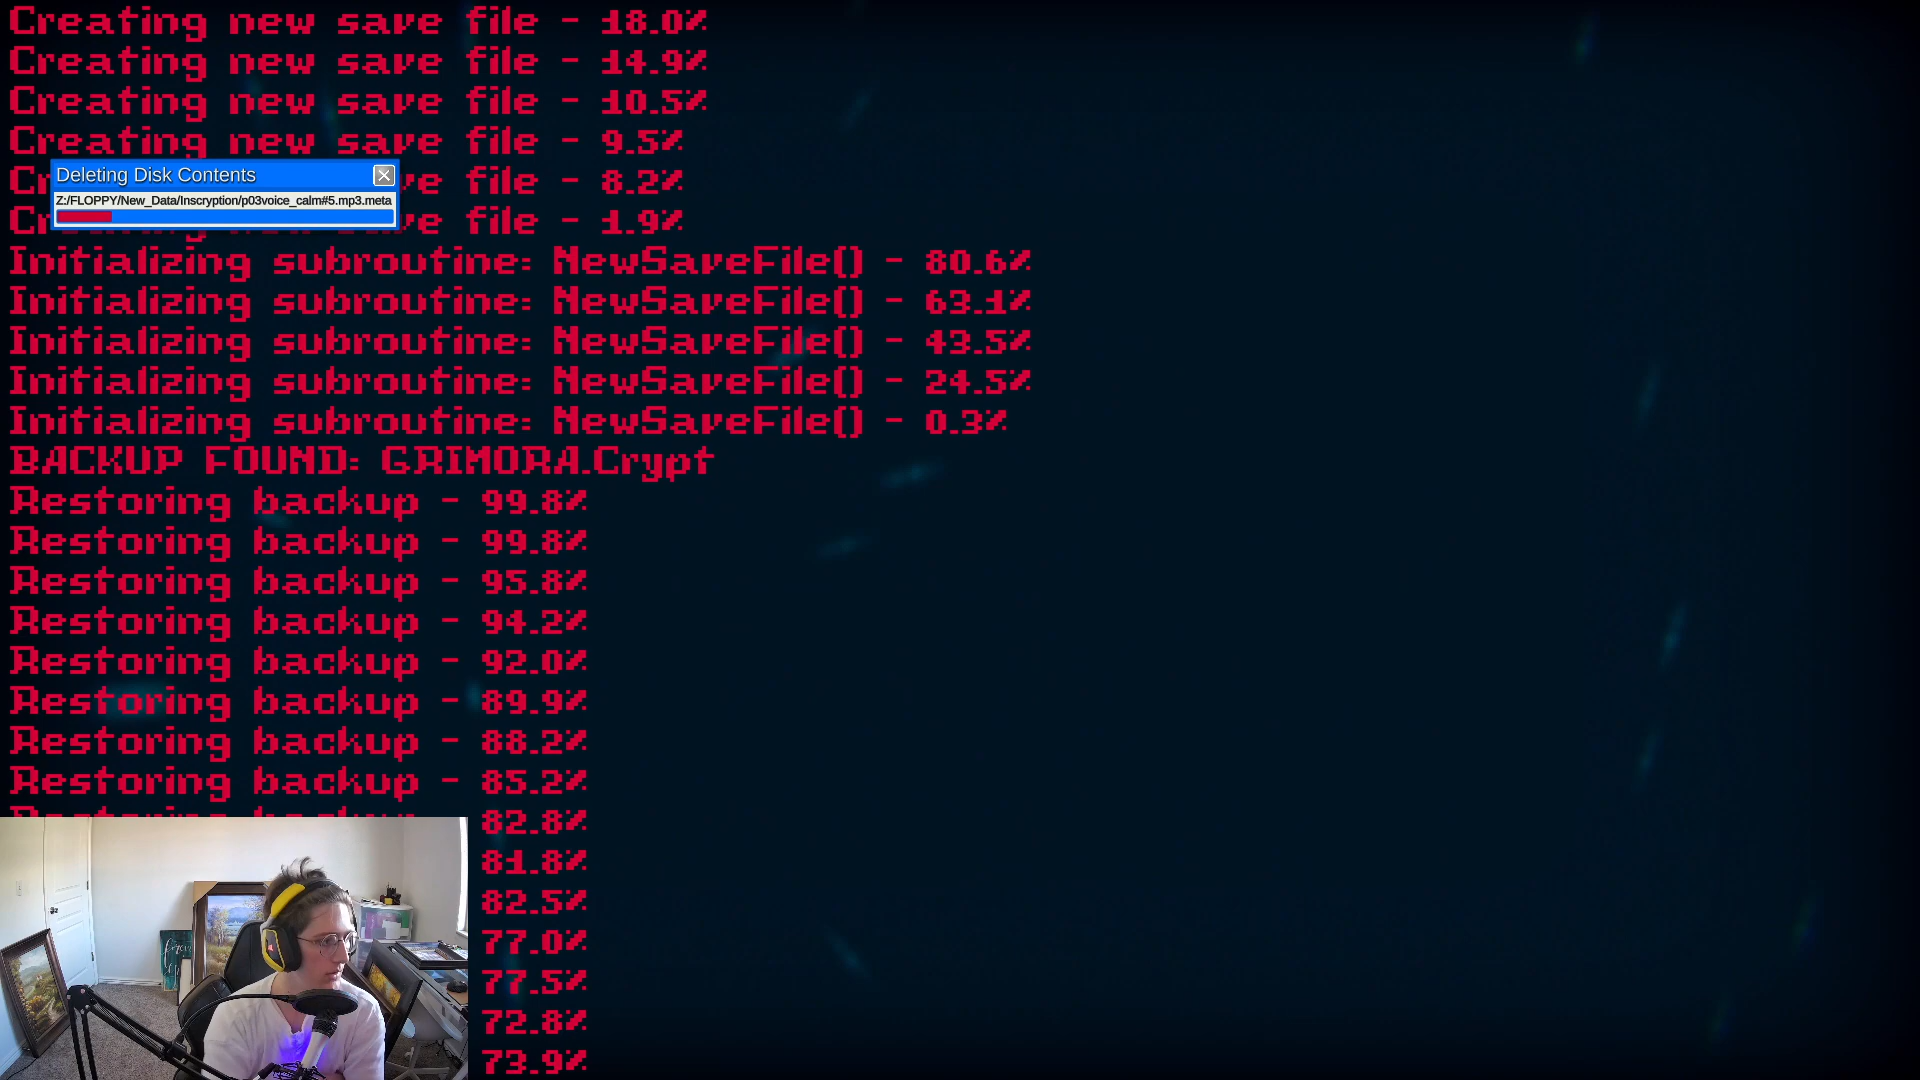 Creating new save file - 18.0%
Creating new save file - 14.9%
Creating new save file - 10.5%
Creating new save file - 9.5%
Deleting Disk Contents
Z:/FLOPPY/New_Data/Inscryption/p03voice_calm#5.mp3.meta
file - 8.2%
file - 1.9%
Initializing subroutine: NewSaveFile() - 80.6%
Initializing subroutine: NewSaveFile() - 63.1%
Initializing subroutine: NewSaveFile() - 43.5%
Initializing subroutine: NewSaveFile() - 24.5%
Initializing subroutine: NewSaveFile() - 0.3%
BACKUP FOUND: GRIMORA.Crypt
Restoring backup - 99.8%
Restoring backup - 99.8%
Restoring backup - 95.8%
Restoring backup - 94.2%
Restoring backup - 92.0%
Restoring backup - 89.9%
Restoring backup - 88.2%
Restoring backup - 85.2%
82.8%
81.8%
82.5%
77.0%
77.5%
72.8%
73.9%